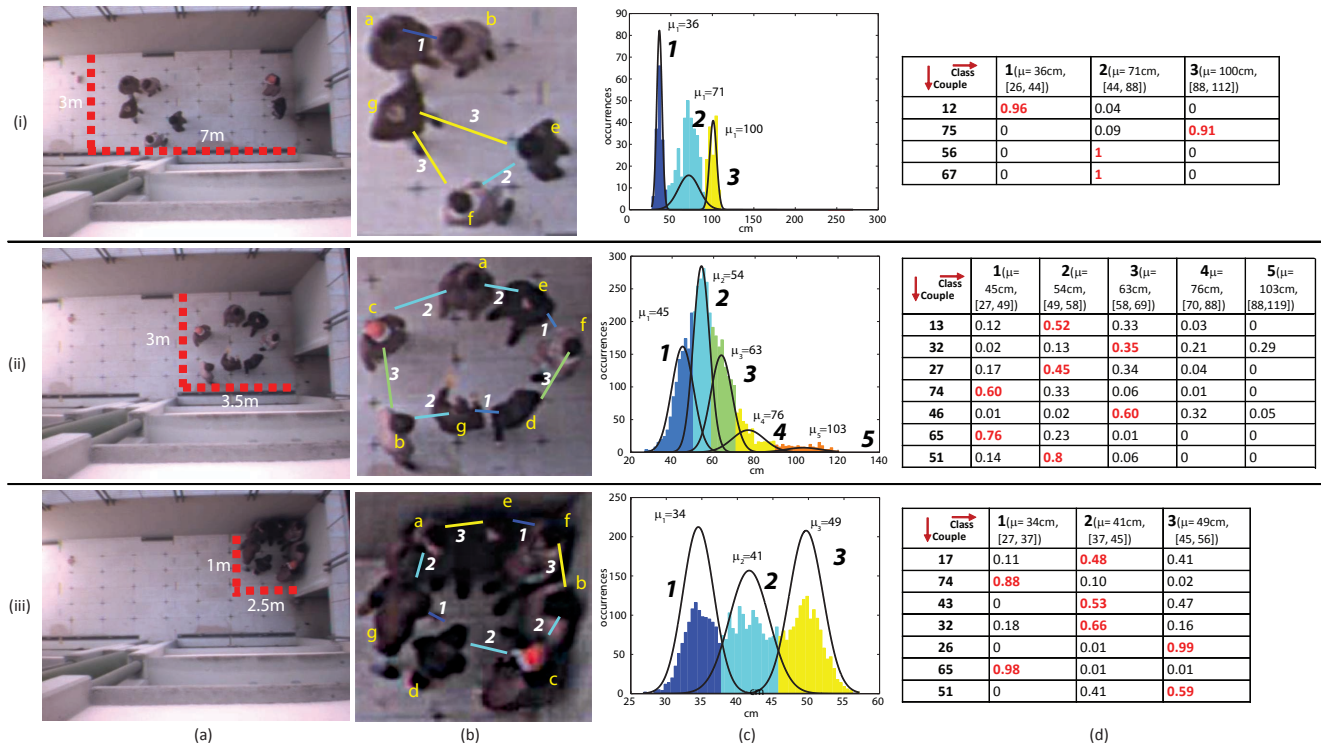 (i)
3m
7m
a
b
1
g
3
e
3
2
f
90
80
70
60
50
40
30
20
10
0
occurrences
μ₁=36
1
μ₁=71
2
μ₁=100
3
0 50 100 150 200 250 300
cm
Class
Couple
1(μ= 36cm, [26, 44])
2(μ= 71cm, [44, 88])
3(μ= 100cm, [88, 112])
12 0.96 0.04 0
75 0 0.09 0.91
56 0 1 0
67 0 1 0
(ii)
3m
3.5m
a
e
c
2
2
1
f
3
3
2
1
b
g
d
300
250
200
150
100
50
0
occurrences
μ₁=45
1
μ₂=54
2
μ₃=63
3
μ₄=76
4
μ₅=103
5
20 40 60 80 100 120 140
cm
Class
Couple
1(μ= 45cm, [27, 49])
2(μ= 54cm, [49, 58])
3(μ= 63cm, [58, 69])
4μ= 76cm, [70, 88])
5(μ= 103cm, [88,119])
13 0.12 0.52 0.33 0.03 0
32 0.02 0.13 0.35 0.21 0.29
27 0.17 0.45 0.34 0.04 0
74 0.60 0.33 0.06 0.01 0
46 0.01 0.02 0.60 0.32 0.05
65 0.76 0.23 0.01 0 0
51 0.14 0.8 0.06 0 0
(iii)
1m
2.5m
e
a
f
3
1
2
3
b
1
2
2
g
d
c
250
200
150
100
50
0
occurrences
μ₁=34
1
μ₂=41
2
μ₃=49
3
cm
25 30 35 40 45 50 55 60
cm
Class
Couple
1(μ= 34cm, [27, 37])
2(μ= 41cm, [37, 45])
3(μ= 49cm, [45, 56])
17 0.11 0.48 0.41
74 0.88 0.10 0.02
43 0 0.53 0.47
32 0.18 0.66 0.16
26 0 0.01 0.99
65 0.98 0.01 0.01
51 0 0.41 0.59
(a) (b) (c) (d)